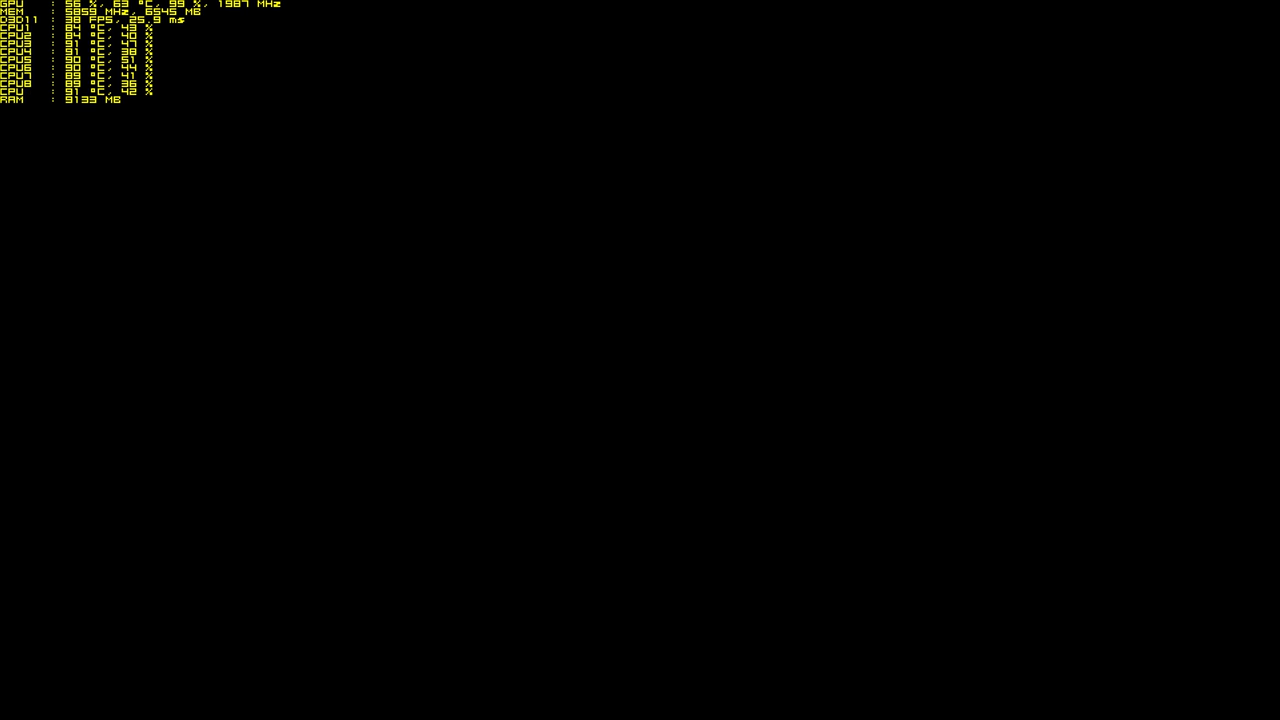 GPU : 56 %, 63 °C, 99 %, 1987 MHz
MEM : 5859 MHz, 6545 MB
D3D11 : 38 FPS, 25.9 ms
CPU1 : 84 °C, 43 %
CPU2 : 84 °C, 40 %
CPU3 : 91 °C, 47 %
CPU4 : 91 °C, 38 %
CPU5 : 90 °C, 51 %
CPU6 : 90 °C, 44 %
CPU7 : 89 °C, 41 %
CPU8 : 89 °C, 36 %
CPU : 91 °C, 42 %
RAM : 9133 MB